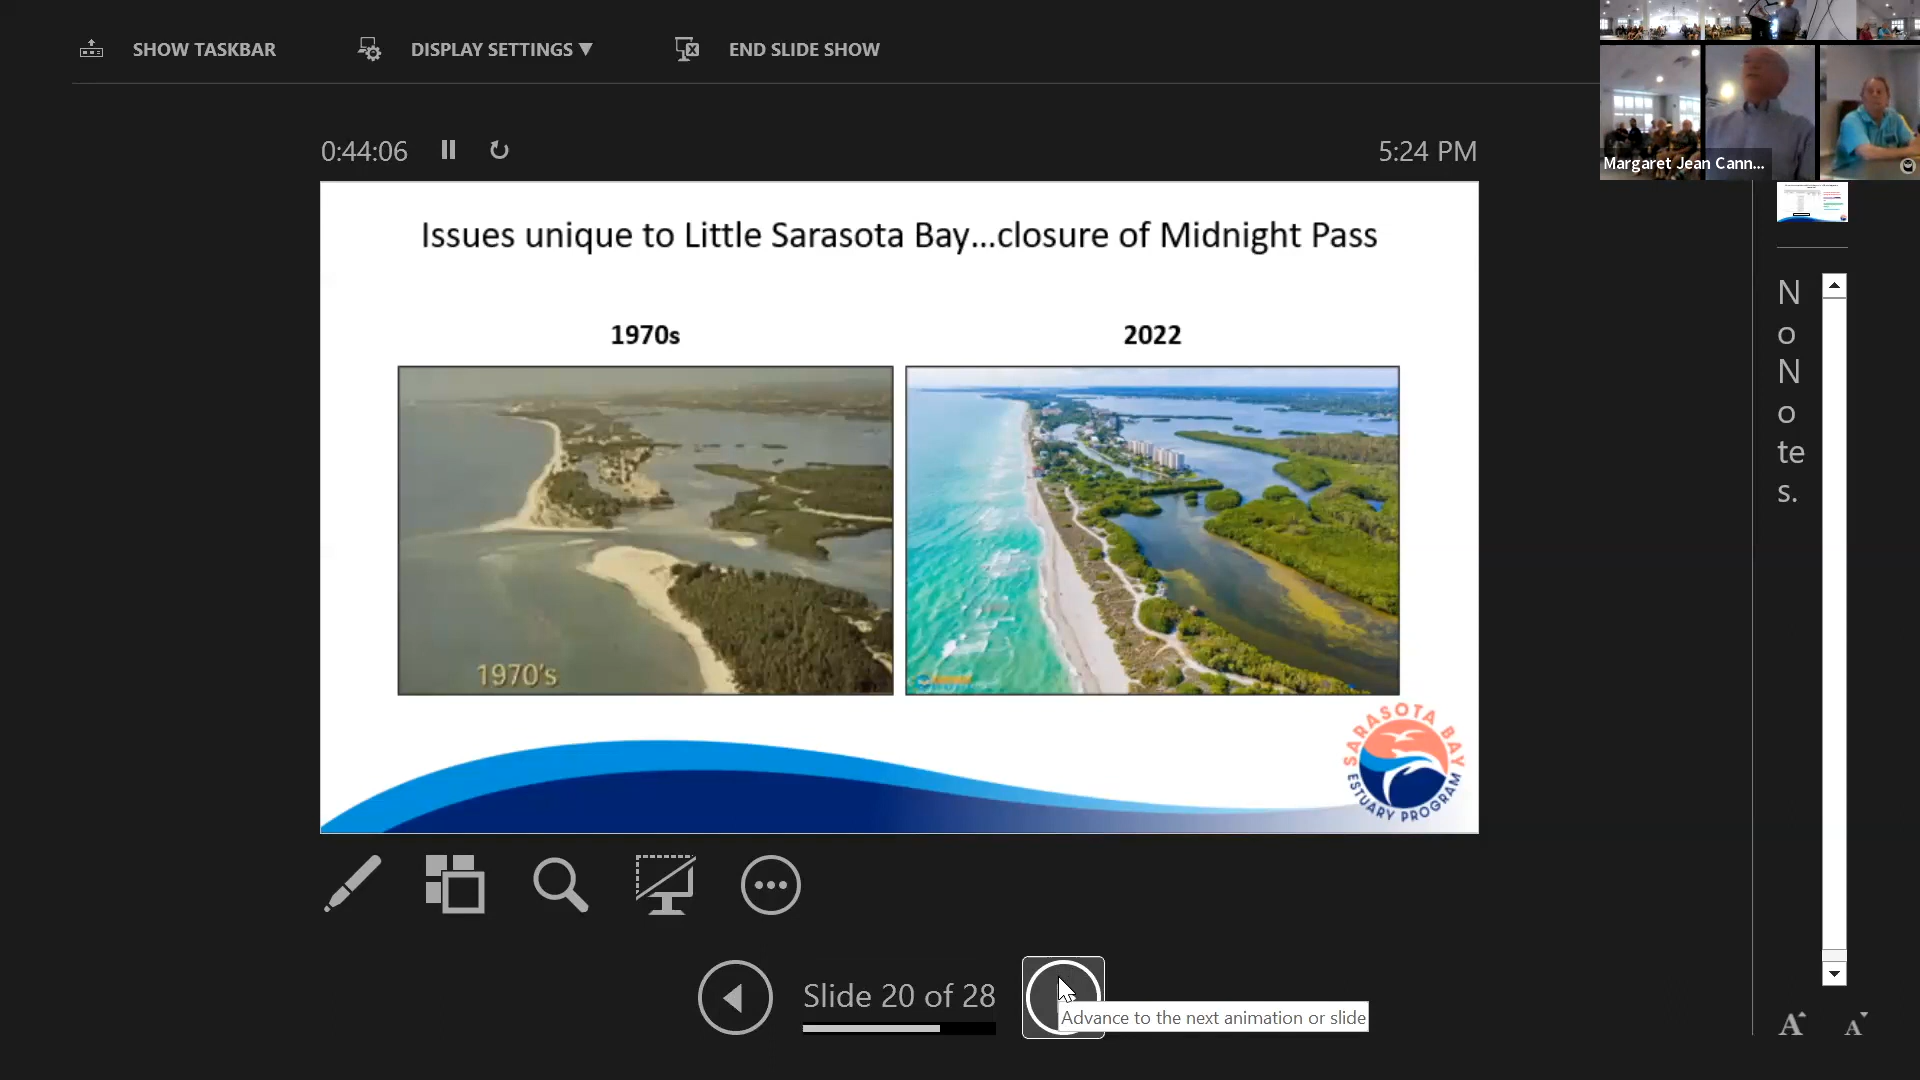 SHOW TASKBAR
DISPLAY SETTINGS ▼
END SLIDE SHOW
Margaret Jean Cann...
0:44:06
5:24 PM
Issues unique to Little Sarasota Bay...closure of Midnight Pass
1970s
2022
1970's
SARASOTA BAY
ESTUARY PROGRAM
N
o
N
o
te
s.
Slide 20 of 28
Advance to the next animation or slide
A A